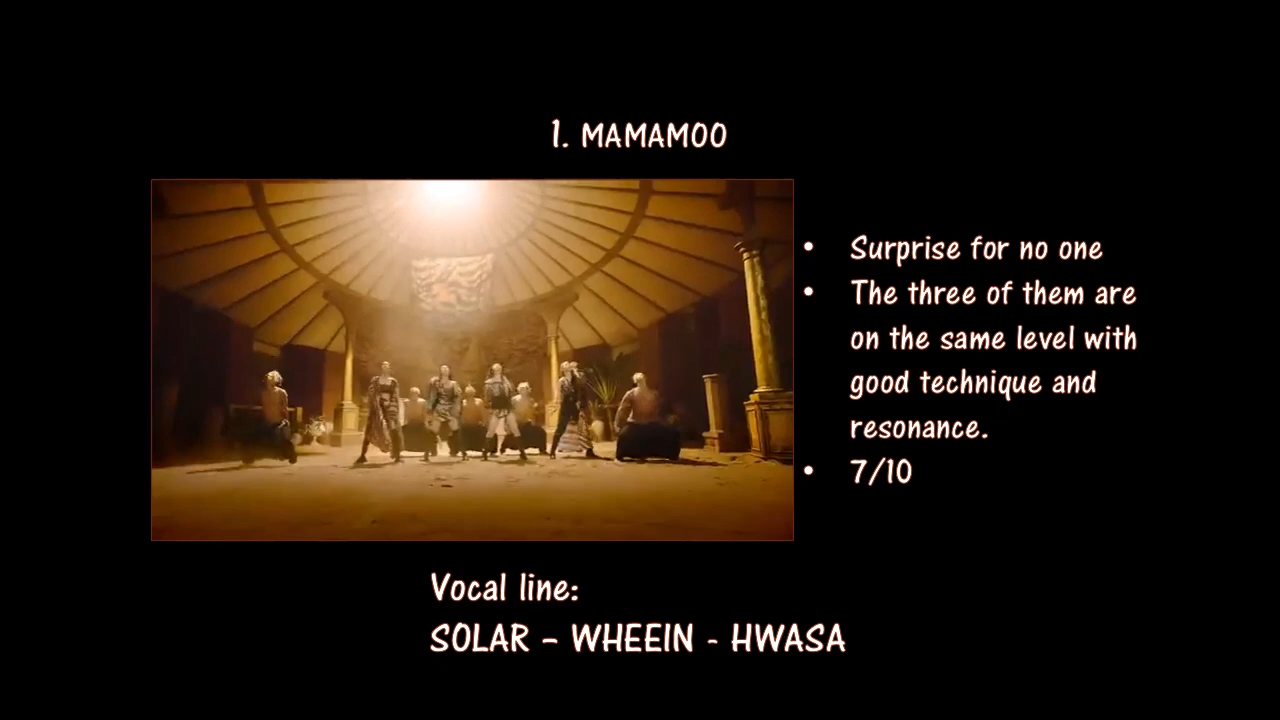 1. MAMAMOO
• Surprise for no one
• The three of them are
on the same level with
good technique and
resonance.
• 7/10
Vocal line:
SOLAR – WHEEIN - HWASA